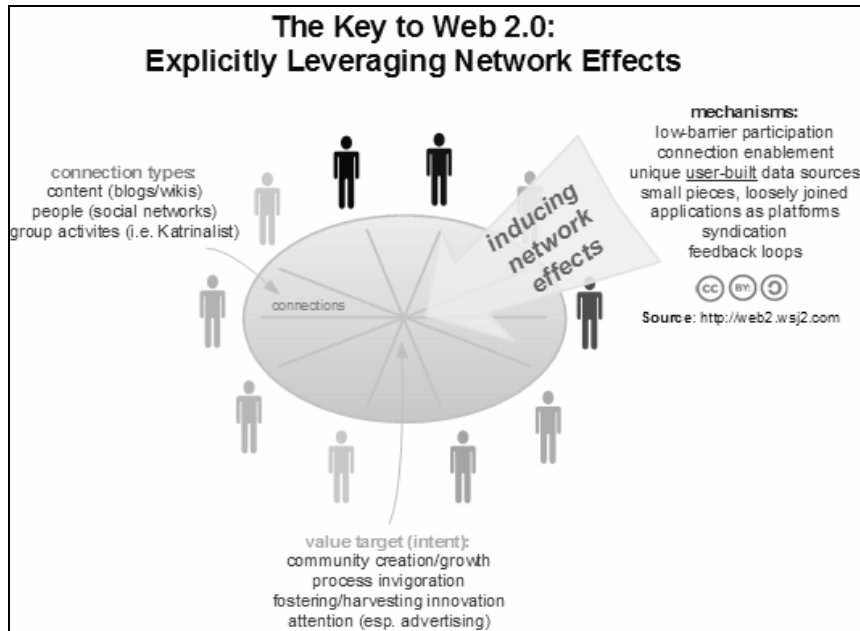 The Key to Web 2.0:
Explicitly Leveraging Network Effects
connection types:
content (blogs/wikis)
people (social networks)
group activites (i.e. Katrinalist)
connections
inducing
network
effects
mechanisms:
low-barrier participation
connection enablement
unique user-built data sources
small pieces, loosely joined
applications as platforms
syndication
feedback loops
cc BY:
Source: http://web2.wsj2.com
value target (intent):
community creation/growth
process invigoration
fostering/harvesting innovation
attention (esp. advertising)